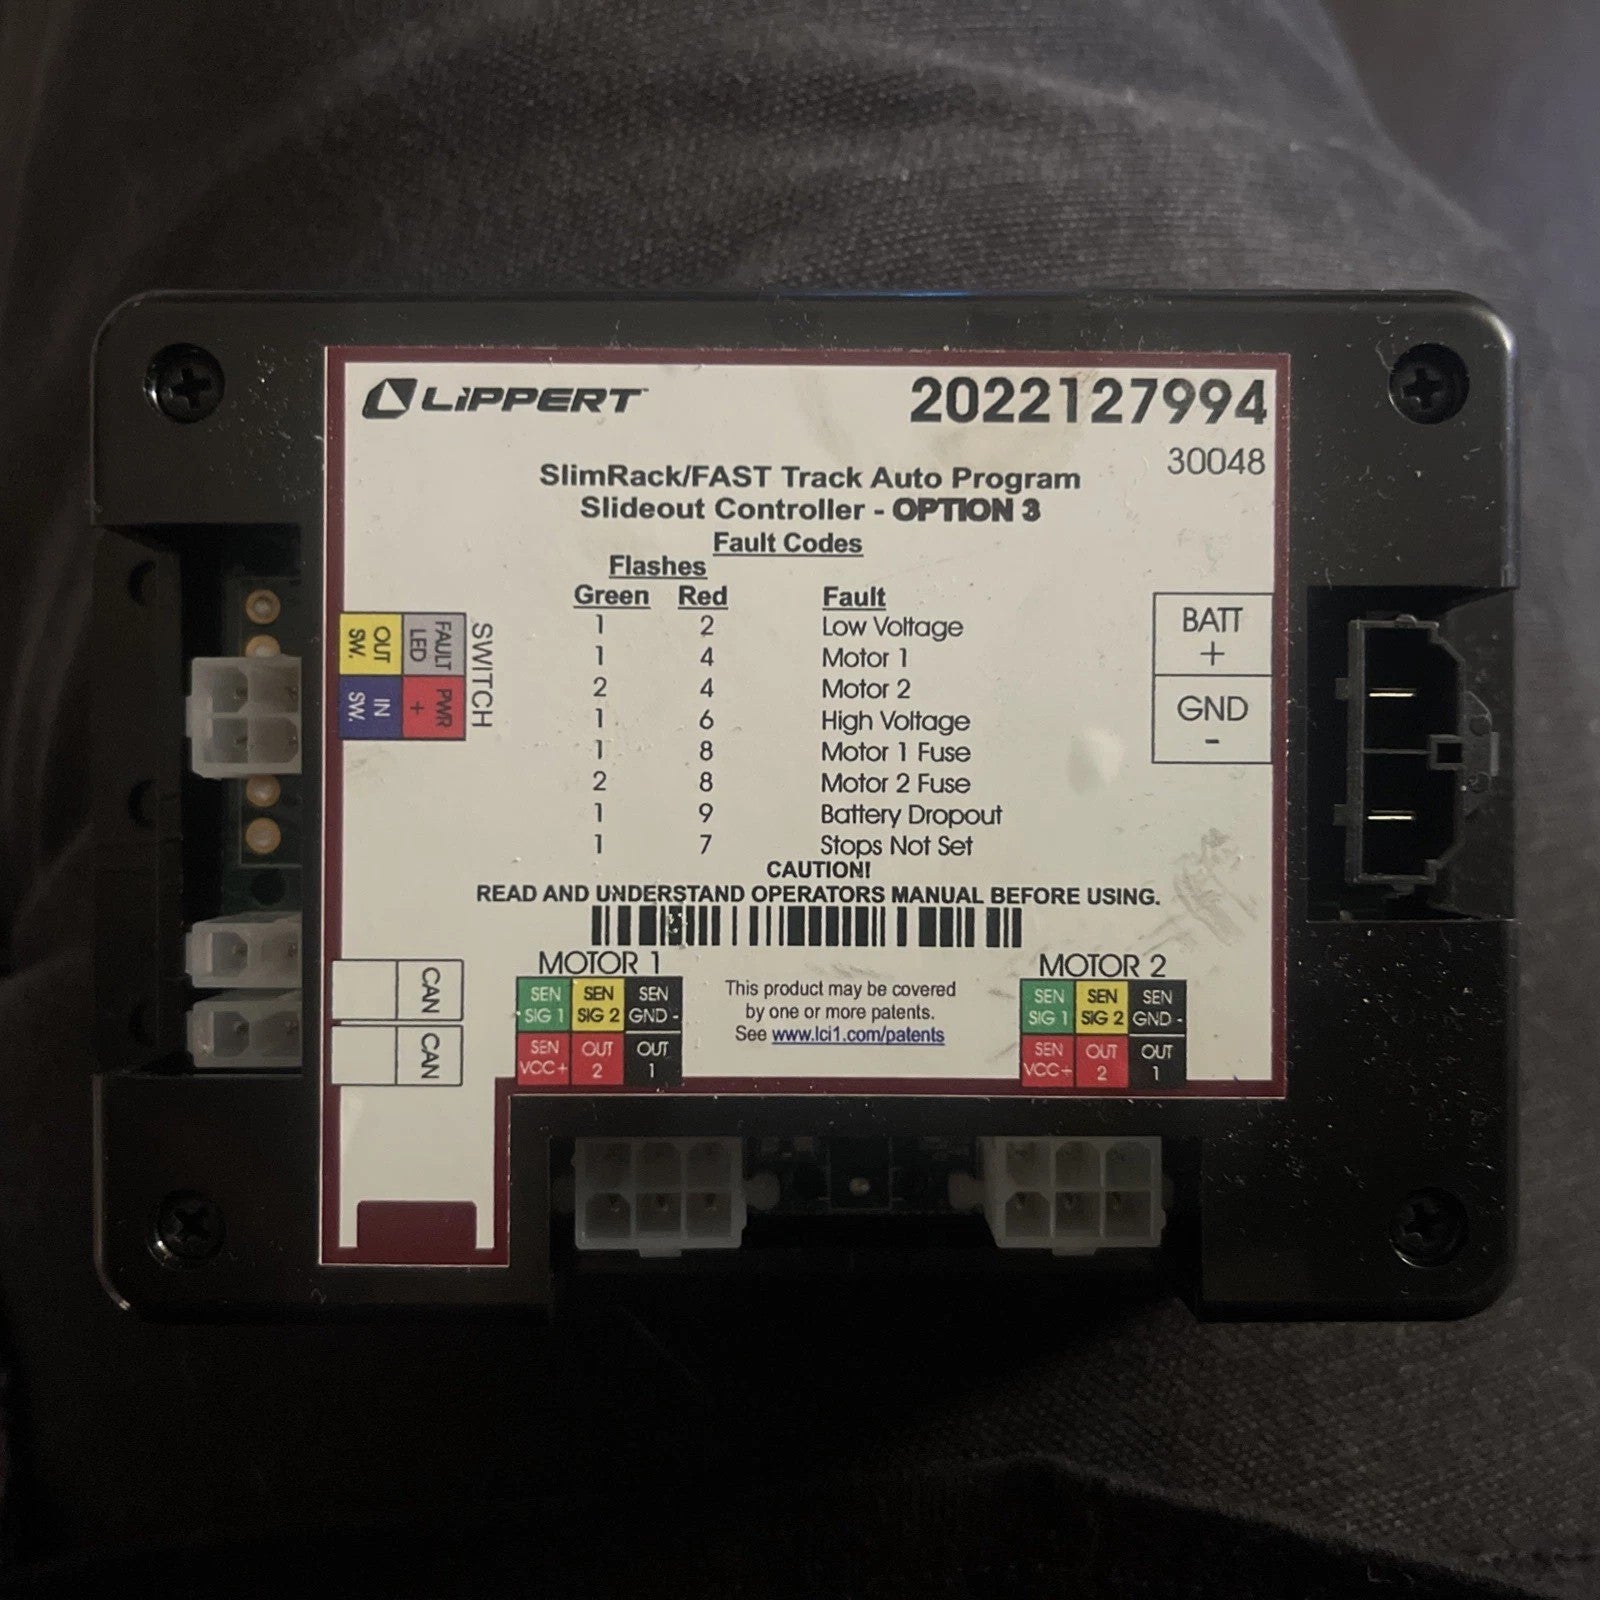 LIPPERT
2022127994
30048
SlimRack/FAST Track Auto Program
Slideout Controller - OPTION 3
Fault Codes
Flashes
Green Red Fault
1 2 Low Voltage
1 4 Motor 1
2 4 Motor 2
1 6 High Voltage
1 8 Motor 1 Fuse
2 8 Motor 2 Fuse
1 9 Battery Dropout
1 7 Stops Not Set
CAUTION!
READ AND UNDERSTAND OPERATORS MANUAL BEFORE USING.
SWITCH
FAULT LED
PWR +
OUT SW.
IN SW.
BATT +
GND -
CAN
CAN
MOTOR 1
SEN SEN SEN
SIG 1 SIG 2 GND -
SEN OUT OUT
VCC+ 2 1
This product may be covered
by one or more patents.
See www.lci1.com/patents
MOTOR 2
SEN SEN SEN
SIG 1 SIG 2 GND -
SEN OUT OUT
VCC+ 2 1